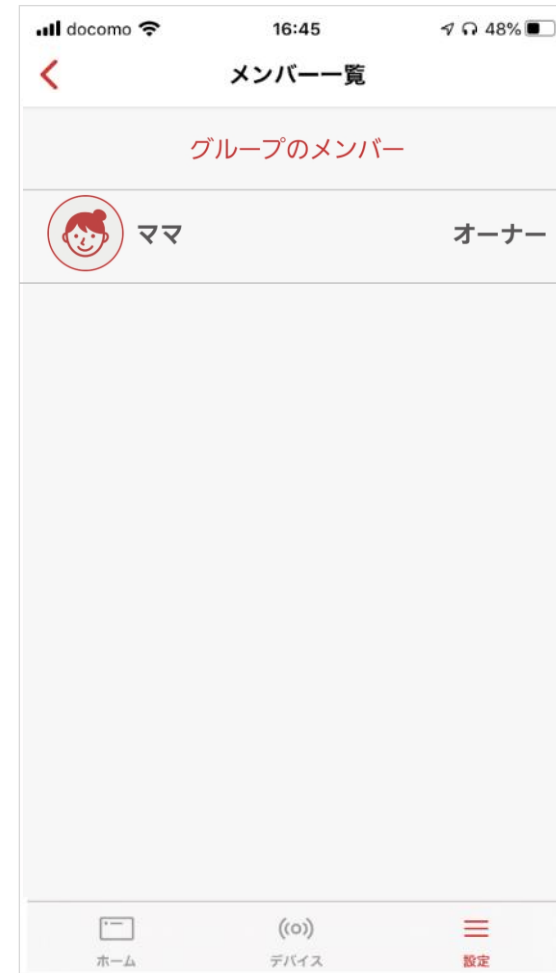 docomo 16:45 48%
メンバー一覧
グループのメンバー
ママ オーナー
ホーム デバイス 設定